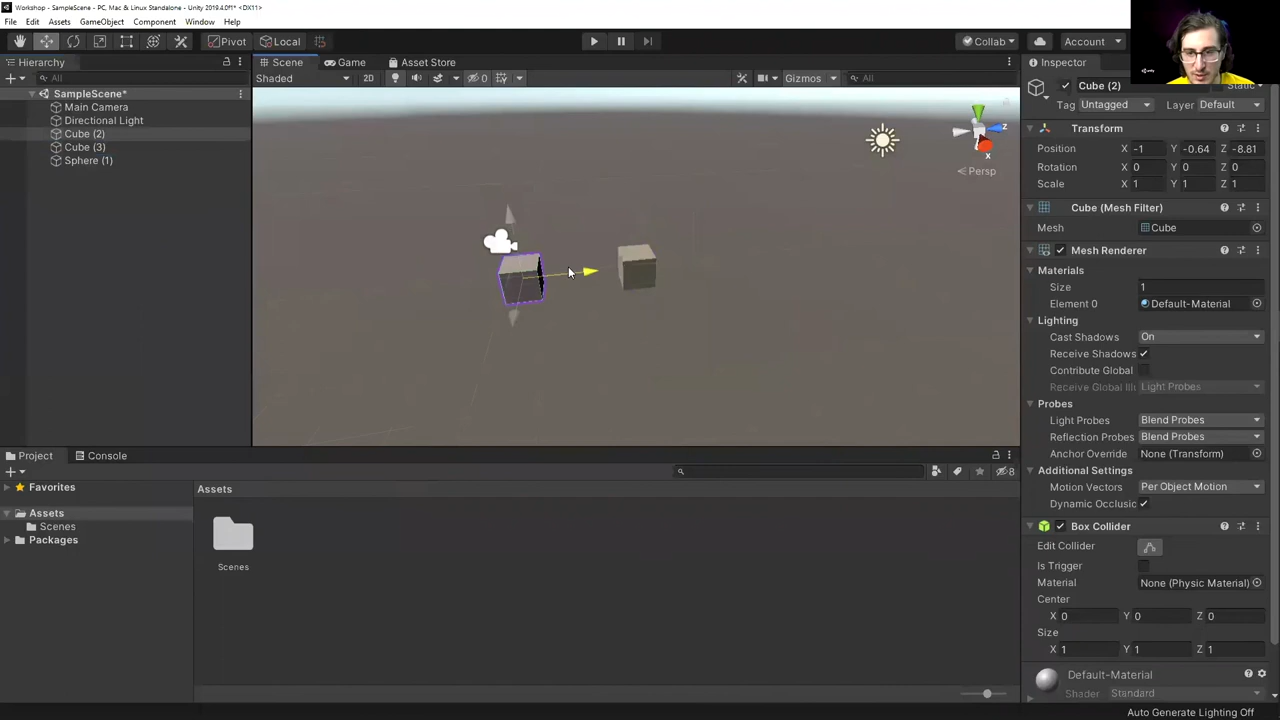 Workshop - SampleScene - PC, Mac & Linux Standalone - Unity 2019.4.0f1* <DX11>
File Edit Assets GameObject Component Window Help
Pivot Local Collab Account
Hierarchy Scene Game Asset Store Inspector
All Shaded 2D 0 Gizmos All Cube (2) Static
SampleScene* Tag Untagged Layer Default
Main Camera
Directional Light Transform
Cube (2) Position X -1 Y -0.64 Z -8.81
Cube (3) Rotation X 0 Y 0 Z 0
Sphere (1) Scale X 1 Y 1 Z 1
z
x
Persp
Cube (Mesh Filter)
Mesh Cube
Mesh Renderer
Materials
Size 1
Element 0 Default-Material
Lighting
Cast Shadows On
Receive Shadows
Contribute Global
Receive Global Illu Light Probes
Probes
Light Probes Blend Probes
Reflection Probes Blend Probes
Anchor Override None (Transform)
Additional Settings
Motion Vectors Per Object Motion
Dynamic Occlusic
Box Collider
Edit Collider
Is Trigger
Material None (Physic Material)
Center
X 0 Y 0 Z 0
Size
X 1 Y 1 Z 1
Default-Material
Shader Standard
Project Console
8
Favorites Assets
Assets
Scenes
Packages
Scenes
Auto Generate Lighting Off